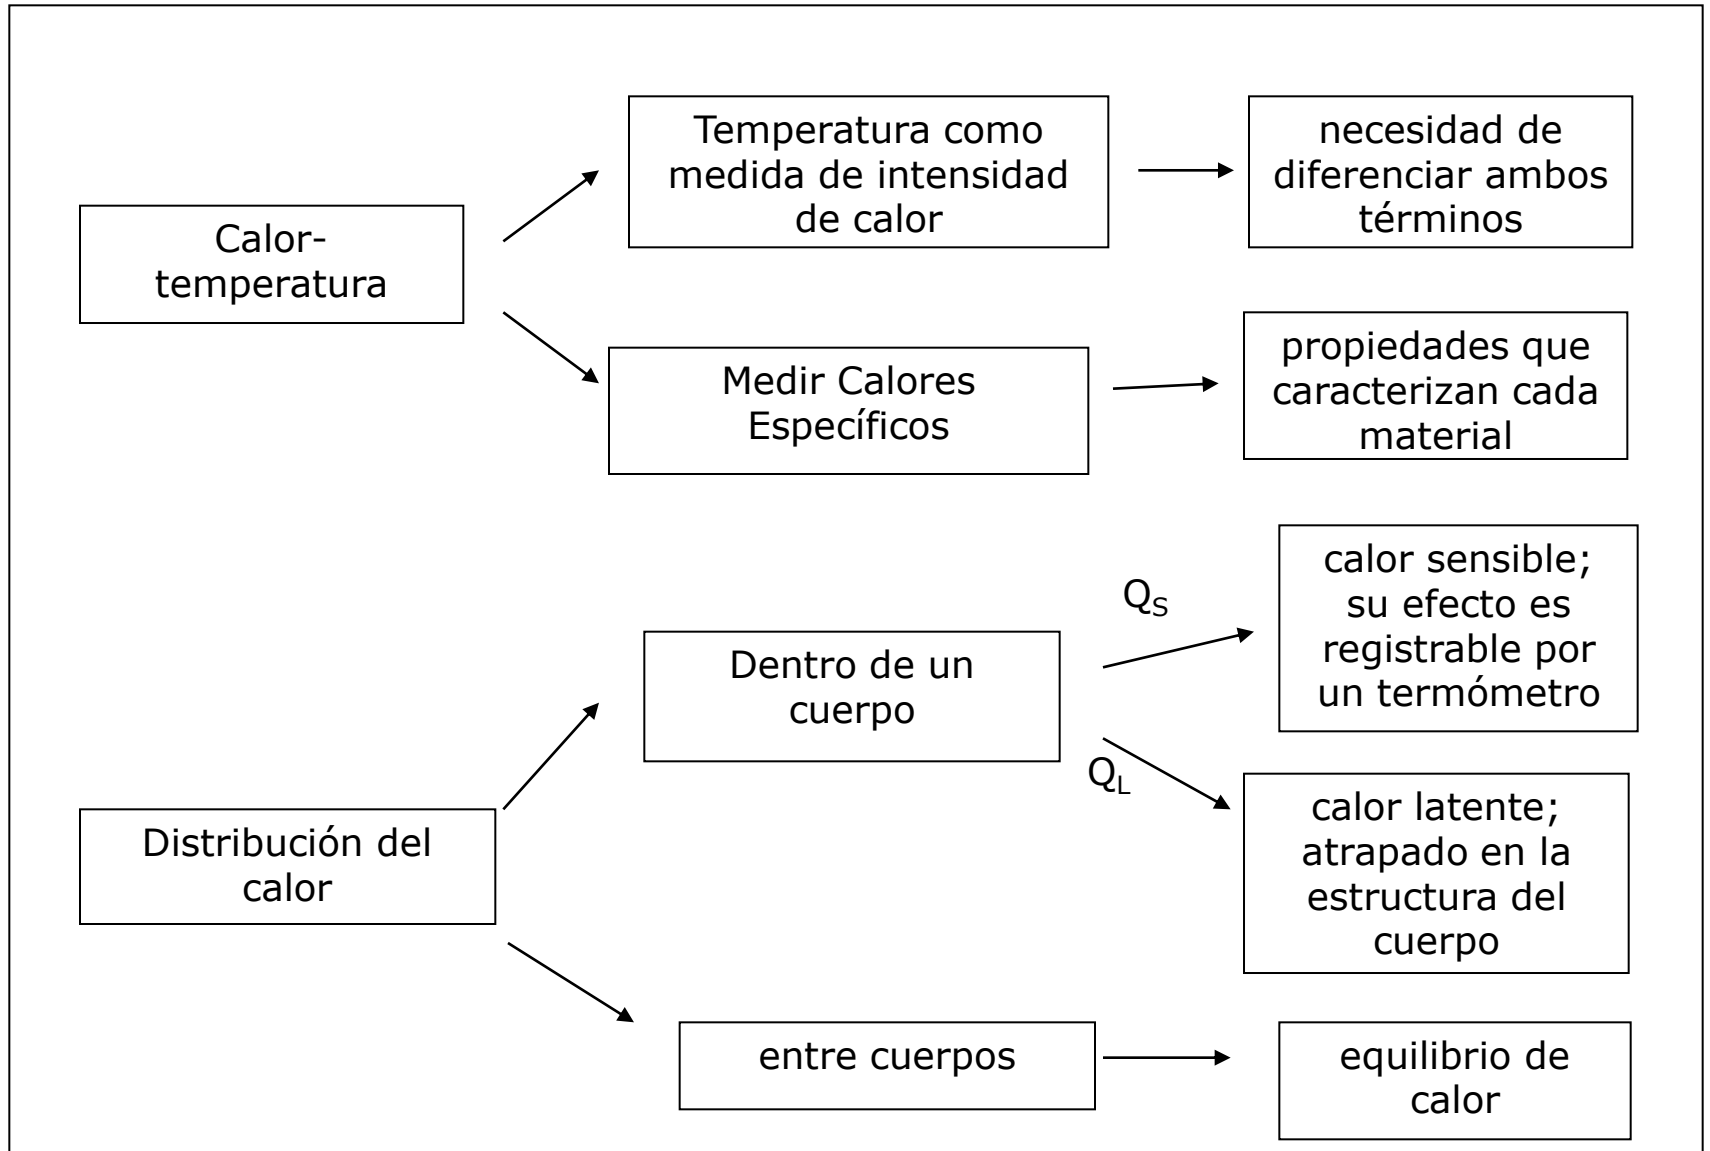 Calor-
temperatura
Temperatura como
medida de intensidad
de calor
necesidad de
diferenciar ambos
términos
Medir Calores
Específicos
propiedades que
caracterizan cada
material
Distribución del
calor
Dentro de un
cuerpo
Q_S
calor sensible;
su efecto es
registrable por
un termómetro
Q_L
calor latente;
atrapado en la
estructura del
cuerpo
entre cuerpos
equilibrio de
calor